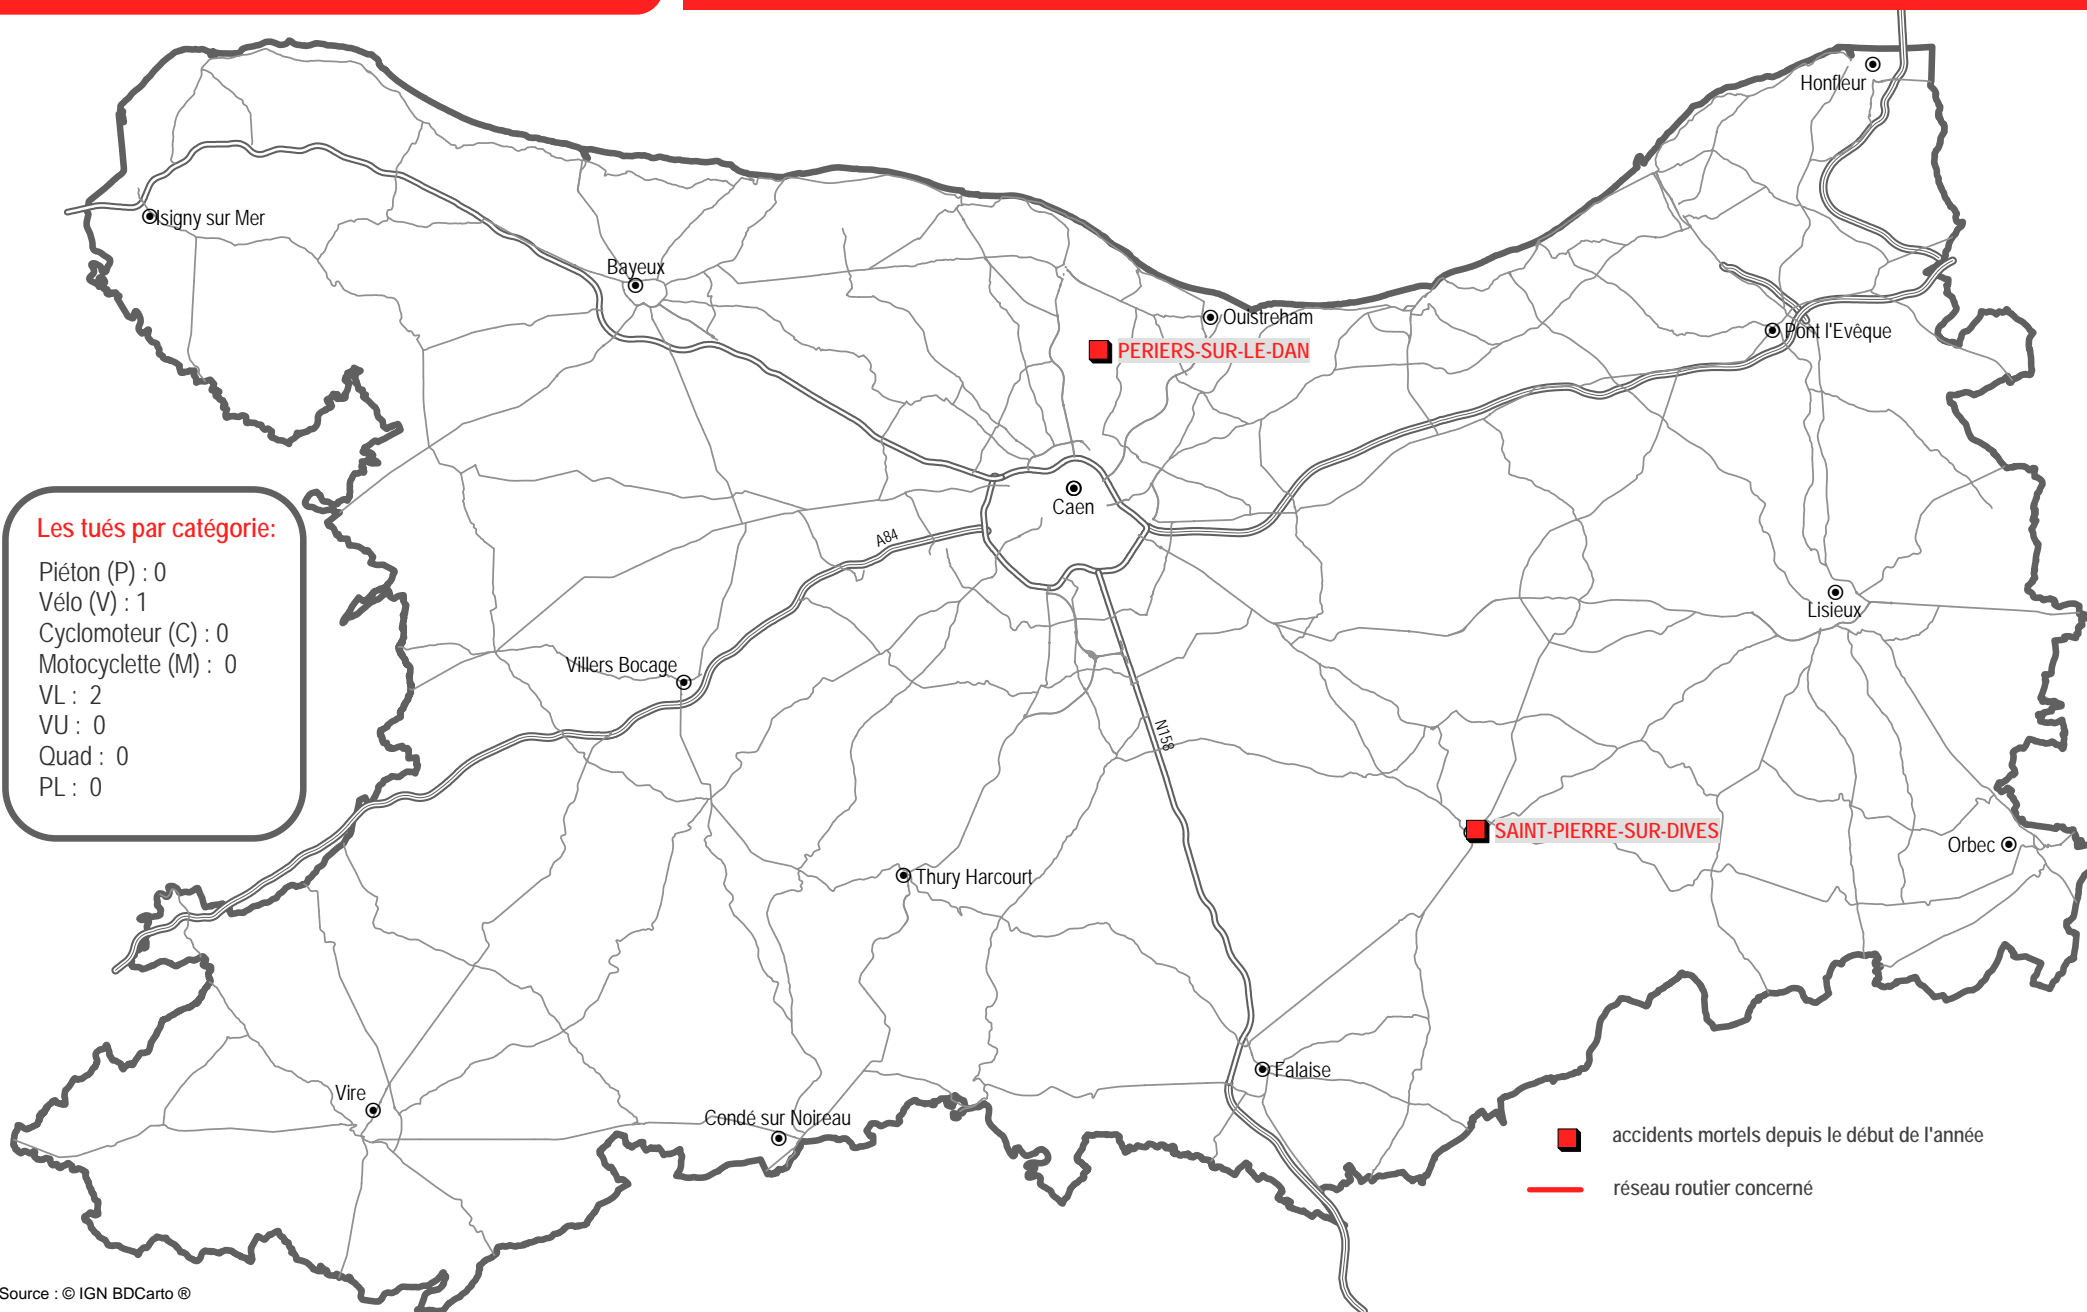 Honfleur
Isigny sur Mer
Bayeux
Ouistreham
Pont l'Evêque
PERIERS-SUR-LE-DAN
Caen
A84
Les tués par catégorie:
Piéton (P) : 0
Vélo (V) : 1
Cyclomoteur (C) : 0
Motocyclette (M) : 0
VL : 2
VU : 0
Quad : 0
PL : 0
Lisieux
Villers Bocage
N158
SAINT-PIERRE-SUR-DIVES
Orbec
Thury Harcourt
Falaise
Vire
Condé sur Noireau
accidents mortels depuis le début de l'année
réseau routier concerné
Source : © IGN BDCarto ®